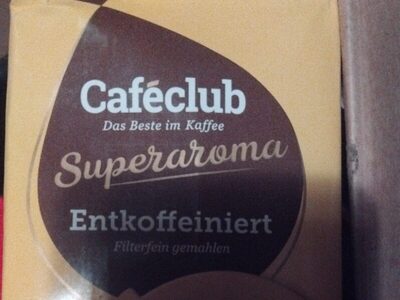 Caféclub
Das Beste im Kaffee
Superaroma
Entkoffeiniert
Filterfein gemahlen